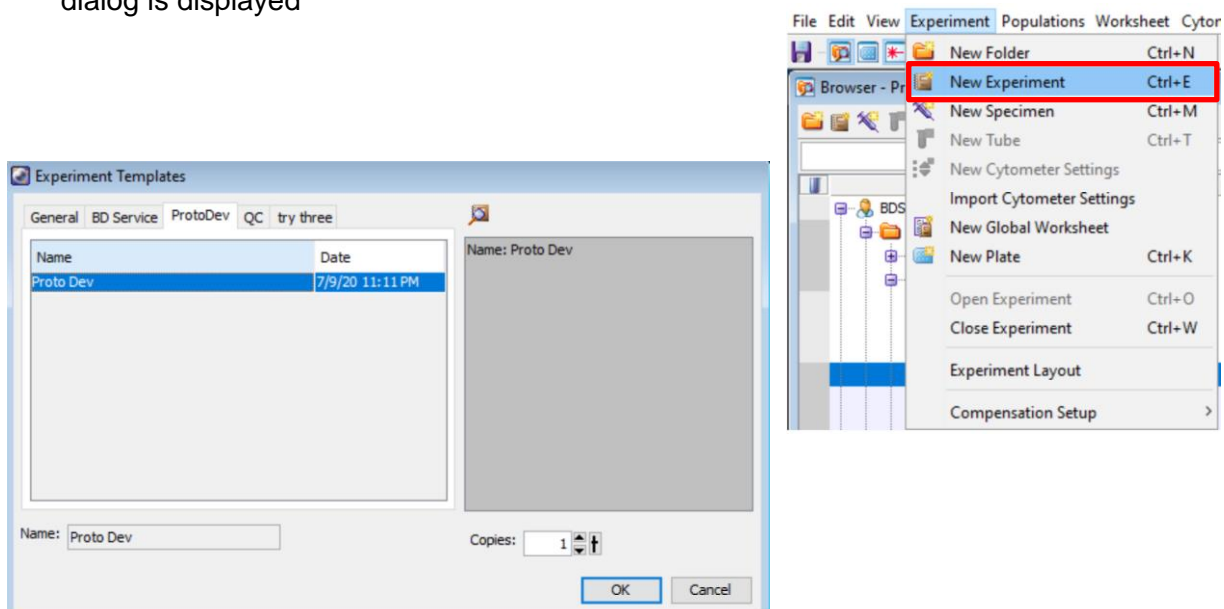 dialog is displayed
File Edit View Experiment Populations Worksheet Cytor
New Folder Ctrl+N
New Experiment Ctrl+E
New Specimen Ctrl+M
New Tube Ctrl+T
New Cytometer Settings
Import Cytometer Settings
New Global Worksheet
New Plate Ctrl+K
Open Experiment Ctrl+O
Close Experiment Ctrl+W
Experiment Layout
Compensation Setup >
Browser - Pr
BDS
Experiment Templates
General BD Service ProtoDev QC try three
Name Date
Proto Dev 7/9/20 11:11 PM
Name: Proto Dev
Name: Proto Dev
Copies: 1
OK Cancel